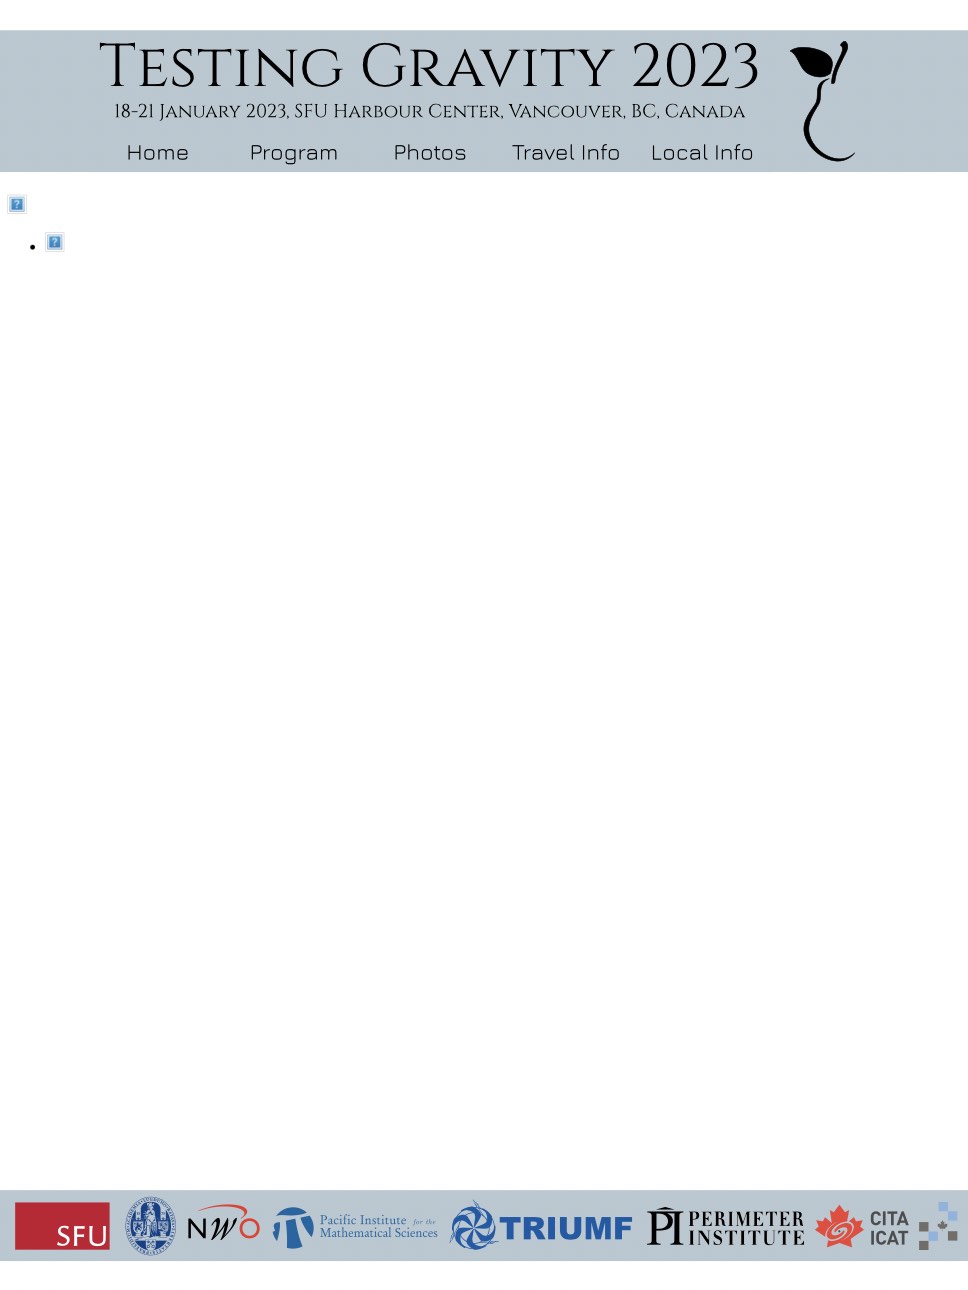 Testing Gravity 2023
18-21 January 2023, SFU Harbour Center, Vancouver, BC, Canada
Home Program Photos Travel Info Local Info
?
?
SFU
NWO
Pacific Institute for the
Mathematical Sciences
TRIUMF
PI PERIMETER
INSTITUTE
CITA
ICAT